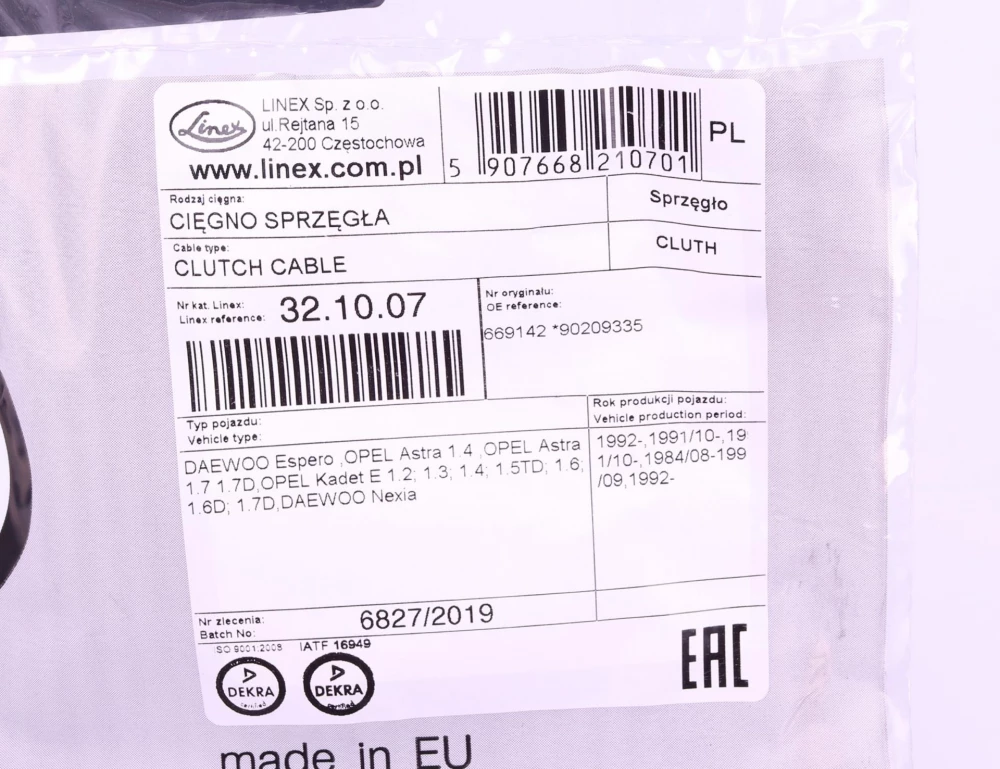 Linex
LINEX Sp. z o.o.
ul.Rejtana 15
42-200 Częstochowa
www.linex.com.pl
5 907668 210701
PL
Rodzaj cięgna:
CIĘGNO SPRZĘGŁA
Sprzęgło
Cable type:
CLUTCH CABLE
CLUTH
Nr kat. Linex:
Linex reference:
32.10.07
Nr oryginału:
OE reference:
669142 *90209335
Typ pojazdu:
Vehicle type:
DAEWOO Espero ,OPEL Astra 1.4 ,OPEL Astra
1.7 1.7D,OPEL Kadet E 1.2; 1.3; 1.4; 1.5TD; 1.6;
1.6D; 1.7D,DAEWOO Nexia
Rok produkcji pojazdu:
Vehicle production period:
1992-,1991/10-,19
1/10-,1984/08-199
/09,1992-
Nr zlecenia:
Batch No:
6827/2019
ISO 9001:2008
IATF 16949
DEKRA
certified
DEKRA
certified
EAC
made in EU